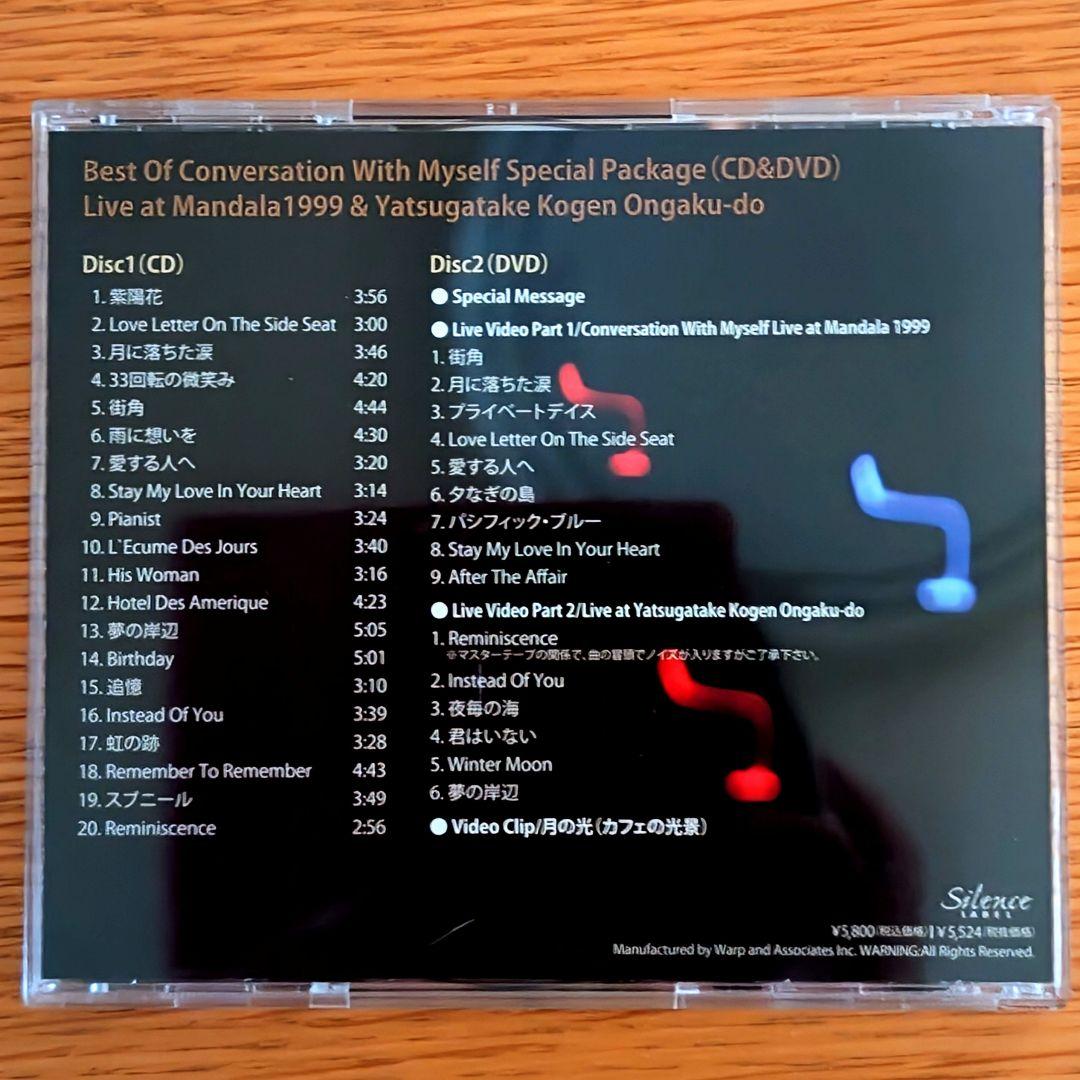 Best Of Conversation With Myself Special Package (CD&DVD)
Live at Mandala1999 & Yatsugatake Kogen Ongaku-do
Disc1 (CD)
1. 紫陽花 3:56
2. Love Letter On The Side Seat 3:00
3. 月に落ちた涙 3:46
4. 33回転の微笑み 4:20
5. 街角 4:44
6. 雨に想いを 4:30
7. 愛する人へ 3:20
8. Stay My Love In Your Heart 3:14
9. Pianist 3:24
10. L`Ecume Des Jours 3:40
11. His Woman 3:16
12. Hotel Des Amerique 4:23
13. 夢の岸辺 5:05
14. Birthday 5:01
15. 追憶 3:10
16. Instead Of You 3:39
17. 虹の跡 3:28
18. Remember To Remember 4:43
19. スブニール 3:49
20. Reminiscence 2:56
Disc2 (DVD)
● Special Message
● Live Video Part 1/Conversation With Myself Live at Mandala 1999
1. 街角
2. 月に落ちた涙
3. プライベートデイズ
4. Love Letter On The Side Seat
5. 愛する人へ
6. 夕なぎの島
7. パシフィック・ブルー
8. Stay My Love In Your Heart
9. After The Affair
● Live Video Part 2/Live at Yatsugatake Kogen Ongaku-do
1. Reminiscence
※マスターテープの関係で、曲の冒頭でノイズが入りますがご了承下さい。
2. Instead Of You
3. 夜毎の海
4. 君はいない
5. Winter Moon
6. 夢の岸辺
● Video Clip/月の光（カフェの光景）
Silence
LABEL
¥5,800(税込価格) | ¥5,524(税抜価格)
Manufactured by Warp and Associates Inc. WARNING:All Rights Reserved.